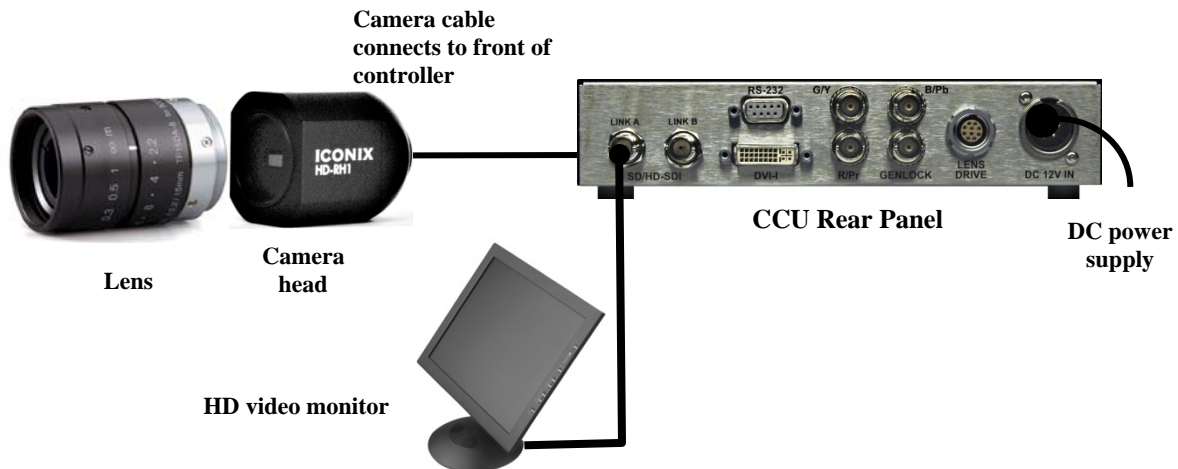 Camera cable
connects to front of
controller
ICONIX
HD-RH1
Lens
Camera
head
RS-232
G/Y
B/Pb
LINK A
LINK B
SD/HD-SDI
DVI-I
R/Pr
GENLOCK
LENS
DRIVE
DC 12V IN
CCU Rear Panel
DC power
supply
HD video monitor